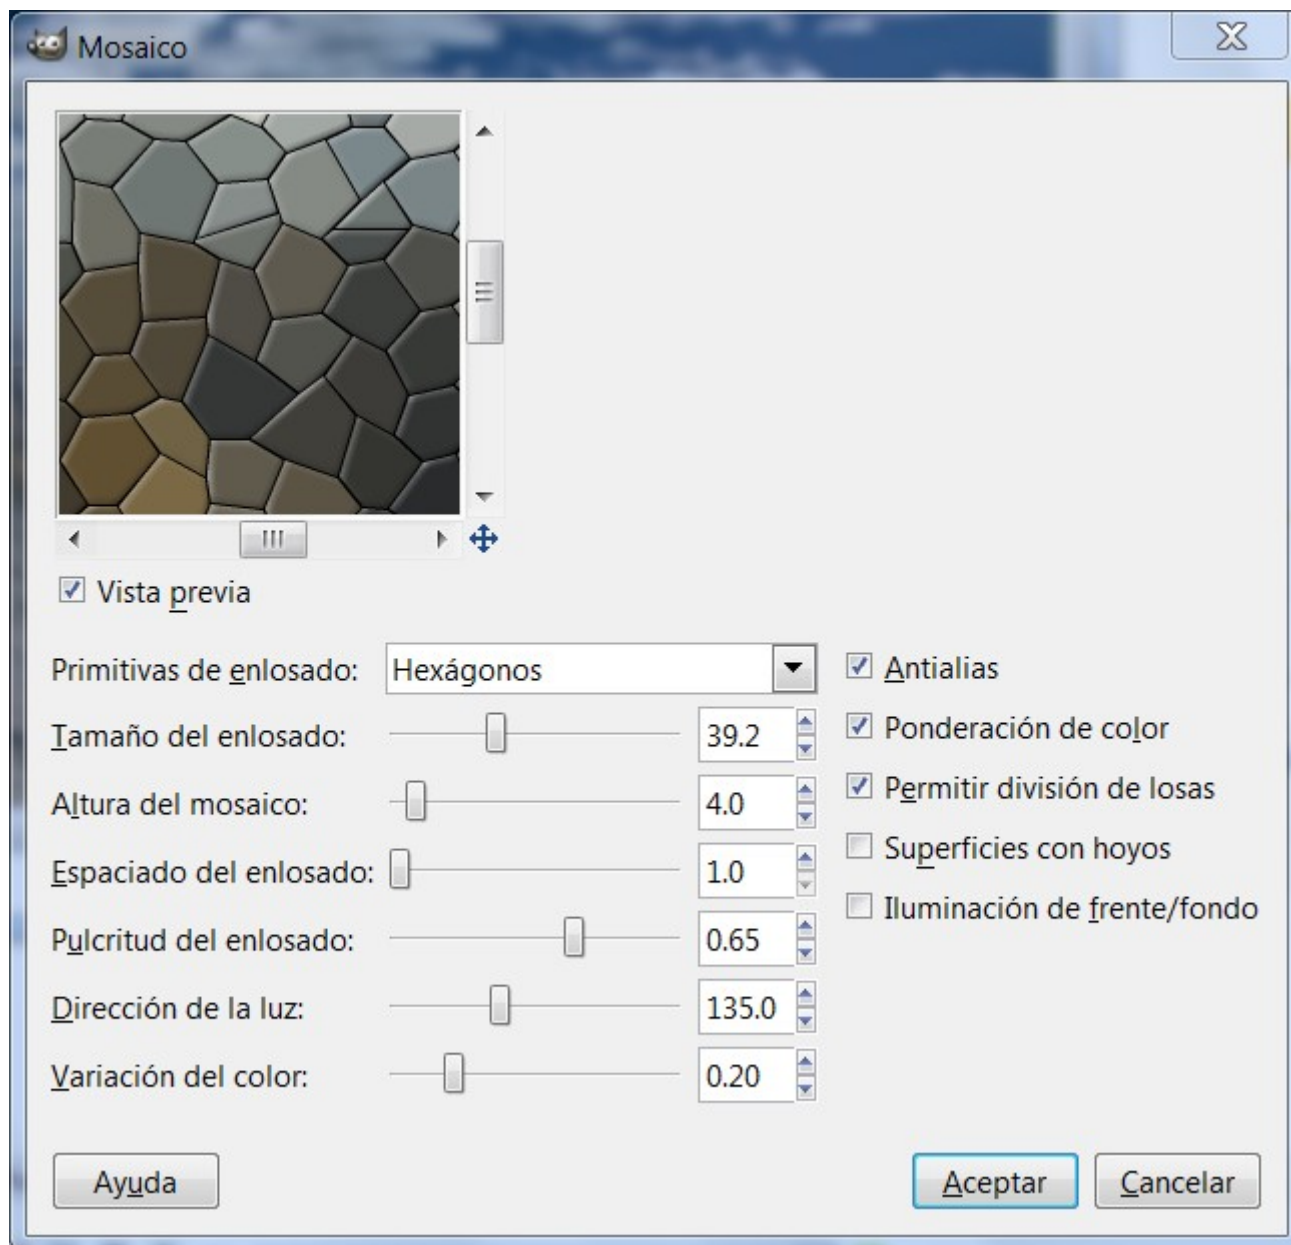 Mosaico
Vista previa
Primitivas de enlosado: Hexágonos
Tamaño del enlosado: 39.2
Altura del mosaico: 4.0
Espaciado del enlosado: 1.0
Pulcritud del enlosado: 0.65
Dirección de la luz: 135.0
Variación del color: 0.20
Antialias
Ponderación de color
Permitir división de losas
Superficies con hoyos
Iluminación de frente/fondo
Ayuda
Aceptar
Cancelar